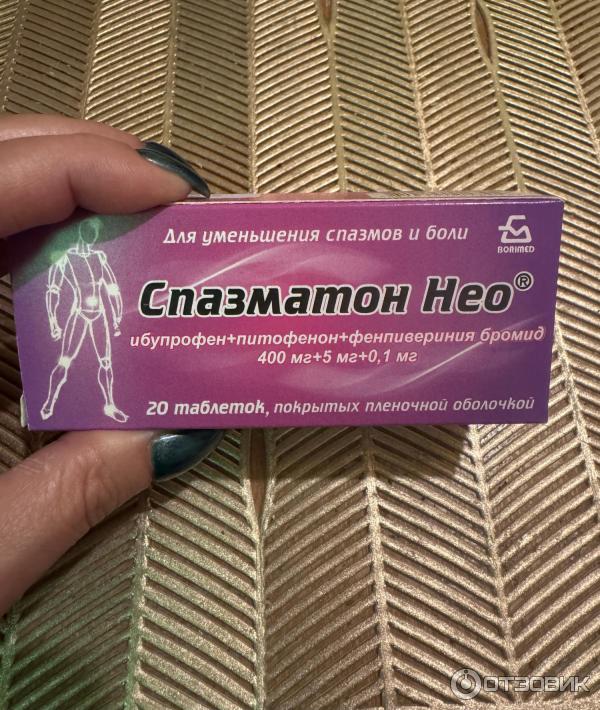 Для уменьшения спазмов и боли
BORIMED
Спазматон Нео®
ибупрофен+питофенон+фенпивериния бромид
400 мг+5 мг+0,1 мг
20 таблеток, покрытых пленочной оболочкой
ОТЗОВИК